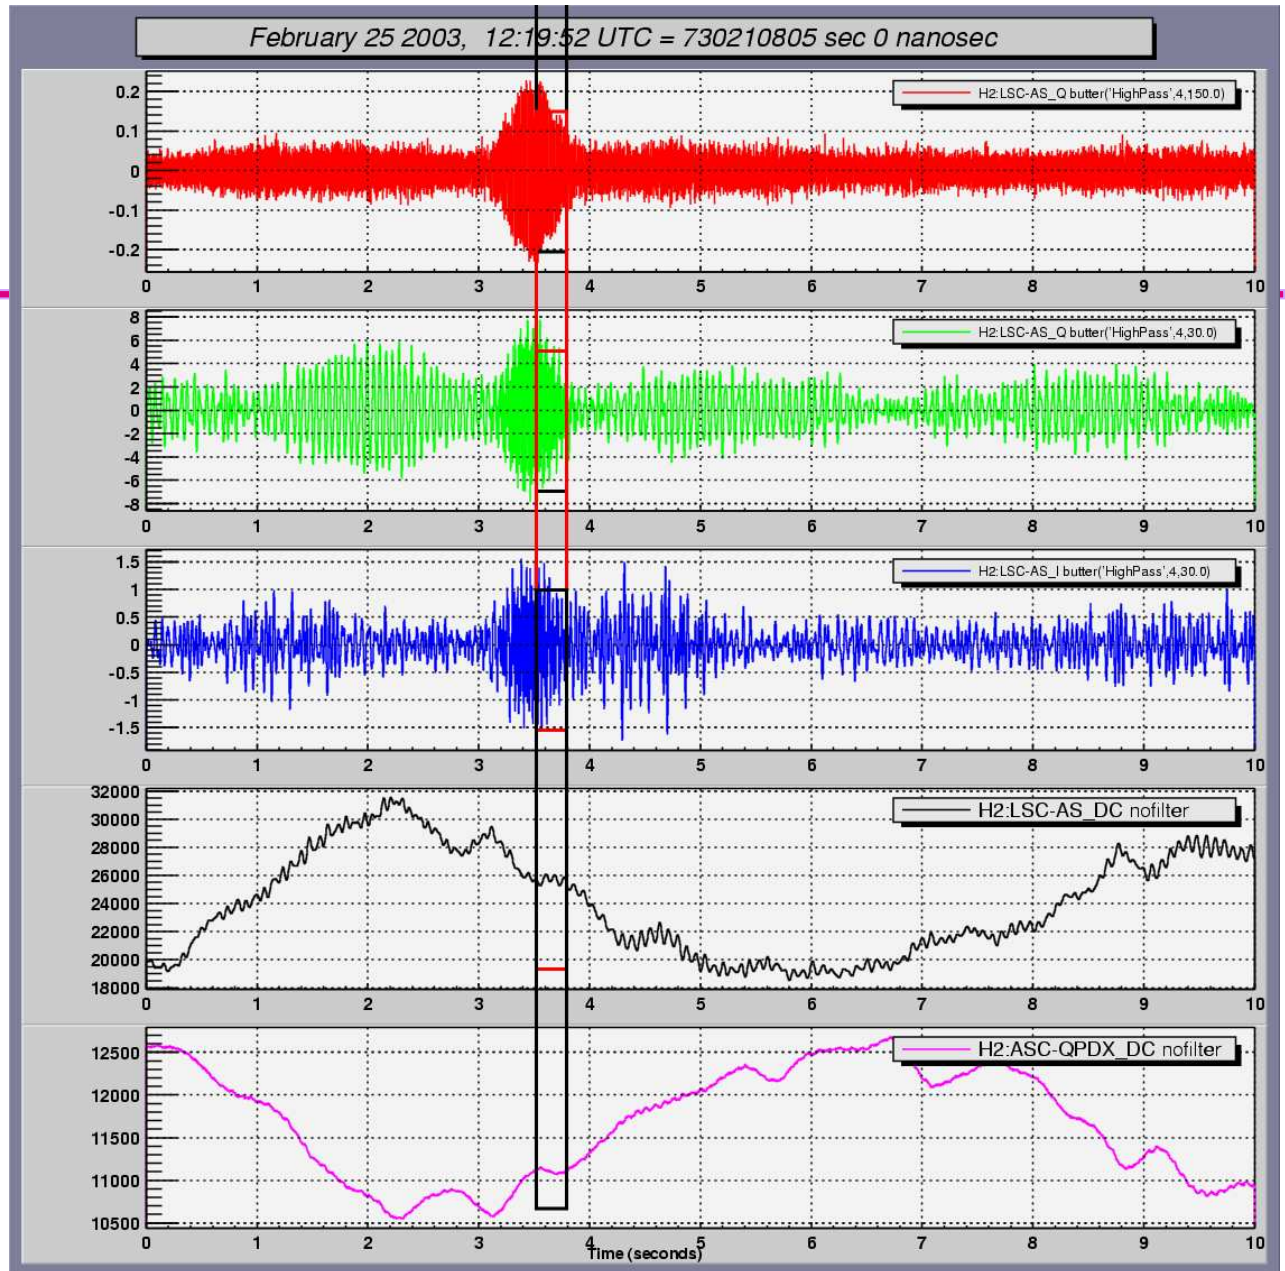 February 25 2003, 12:19:52 UTC = 730210805 sec 0 nanosec
H2:LSC-AS_Q butter('HighPass',4,150.0)
0.2
0.1
0
-0.1
-0.2
0 1 2 3 4 5 6 7 8 9 10
H2:LSC-AS_Q butter('HighPass',4,30.0)
8
6
4
2
0
-2
-4
-6
-8
0 1 2 3 4 5 6 7 8 9 10
H2:LSC-AS_I butter('HighPass',4,30.0)
1.5
1
0.5
0
-0.5
-1
-1.5
0 1 2 3 4 5 6 7 8 9 10
H2:LSC-AS_DC nofilter
32000
30000
28000
26000
24000
22000
20000
18000
0 1 2 3 4 5 6 7 8 9 10
H2:ASC-QPDX_DC nofilter
12500
12000
11500
11000
10500
0 1 2 3 4 5 6 7 8 9 10
Time (seconds)